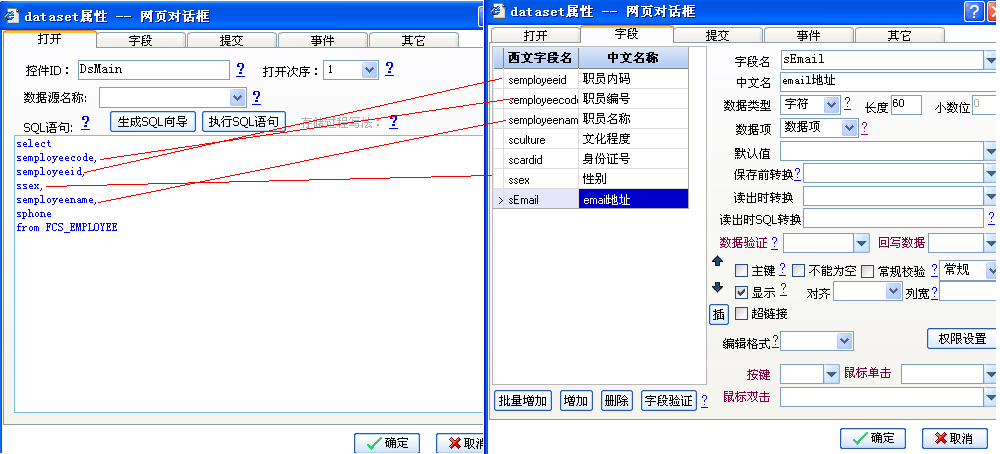 dataset属性 -- 网页对话框
打开 字段 提交 事件 其它
控件ID： DsMain ? 打开次序： 1 ?
数据源名称: ?
SQL语句: ? 生成SQL向导 执行SQL语句 存储过程写法： ?
select
semployeecode,
semployeeid,
ssex,
semployeename,
sphone
from FCS_EMPLOYEE
确定 取消
dataset属性 -- 网页对话框 ?
打开 字段 提交 事件 其它
西文字段名 中文名称
semployeeid 职员内码
semployeecode 职员编号
semployeenam 职员名称
sculture 文化程度
scardid 身份证号
ssex 性别
> sEmail email地址
批量增加 增加 删除 字段验证 ?
字段名 sEmail
中文名 email地址
数据类型 字符 ? 长度 60 小数位 0
数据项 数据项 ?
默认值
保存前转换?
读出时转换
读出时SQL转换 ?
数据验证 ? 回写数据
主键 ? 不能为空 常规校验 ? 常规
显示 ? 对齐 列宽 ?
插 超链接
编辑格式? 权限设置
按键 鼠标单击
鼠标双击
确定 取消